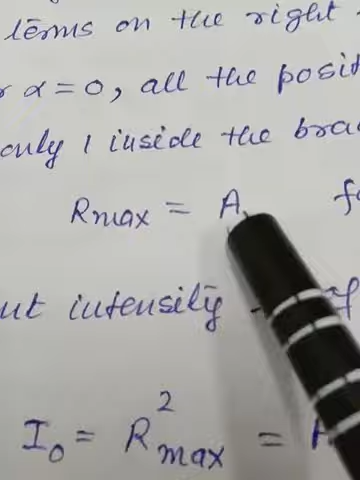 terms on the right
α = 0, all the posit
only 1 inside the bra
Rmax = A
ut intensity
I₀ = R²max =